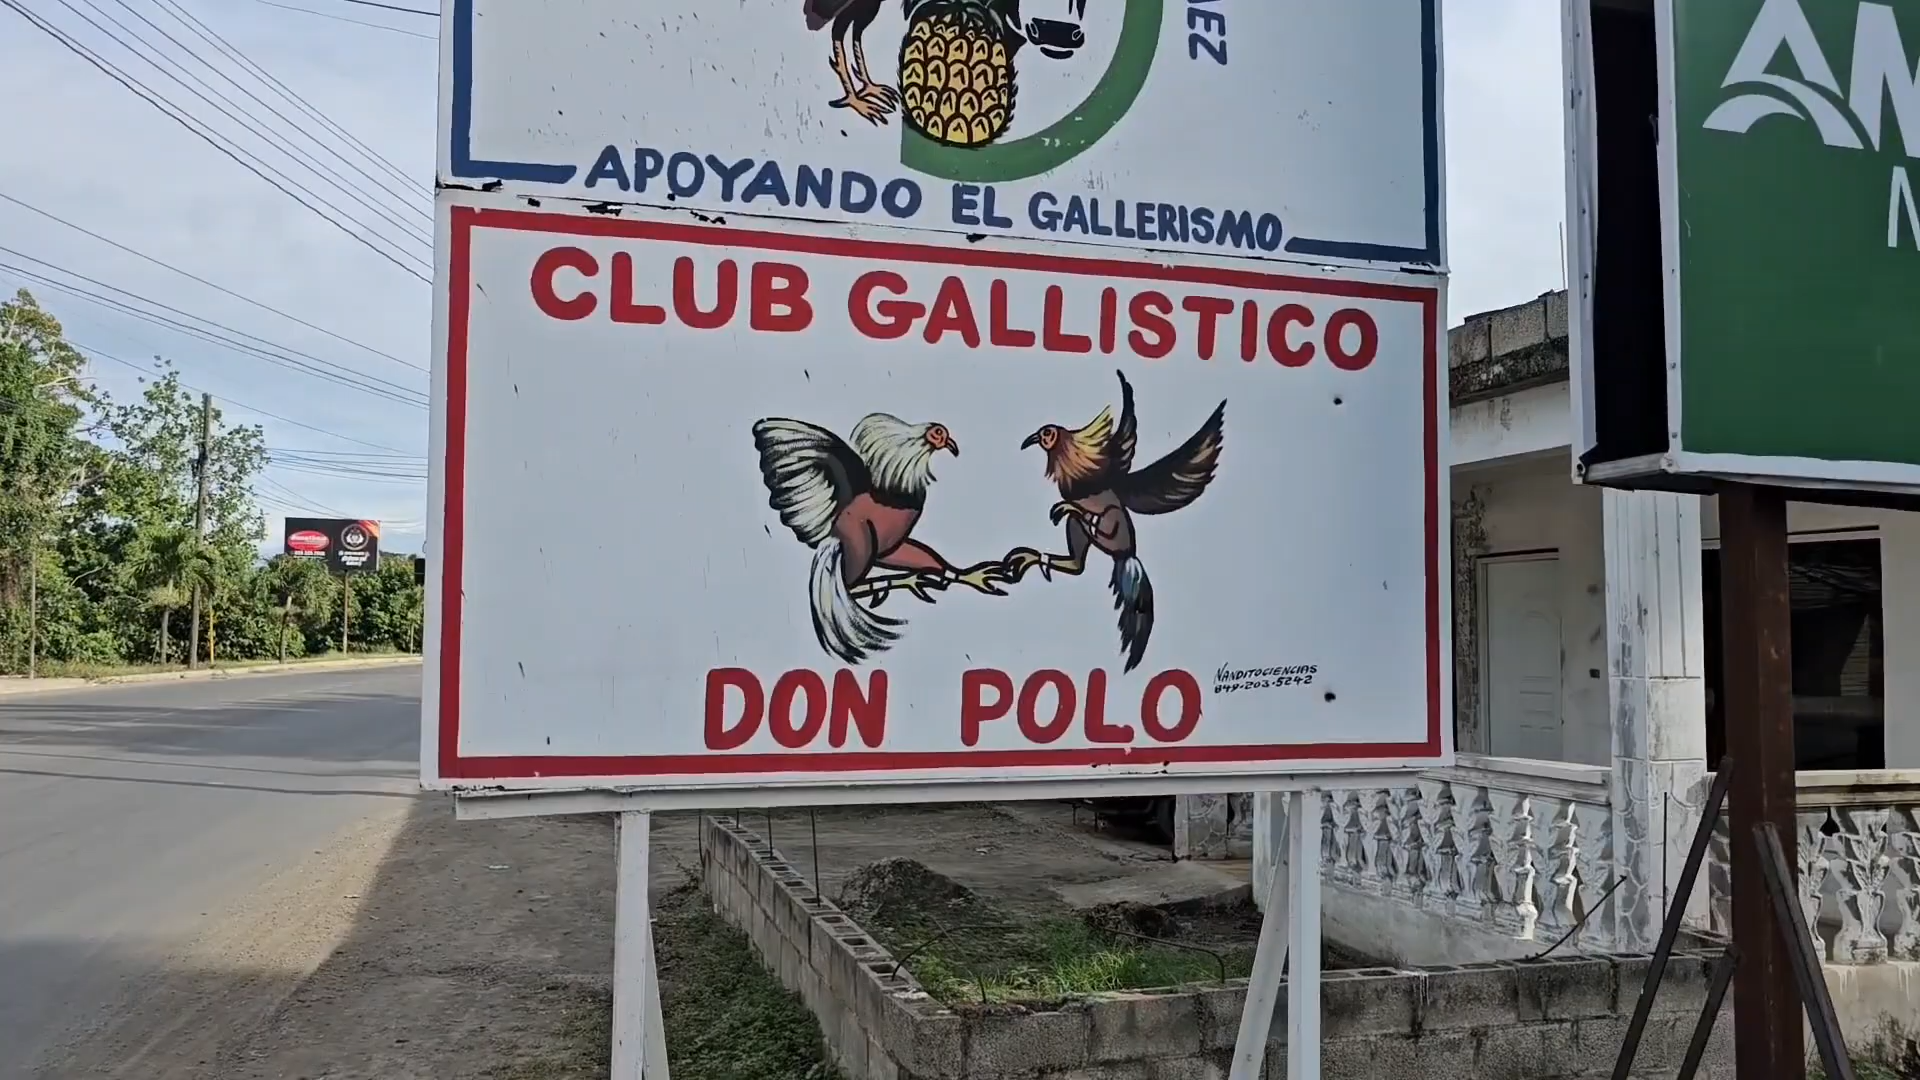 APOYANDO EL GALLERISMO
CLUB GALLISTICO
DON POLO
NANDITOCIENCIAS
849-203-5242